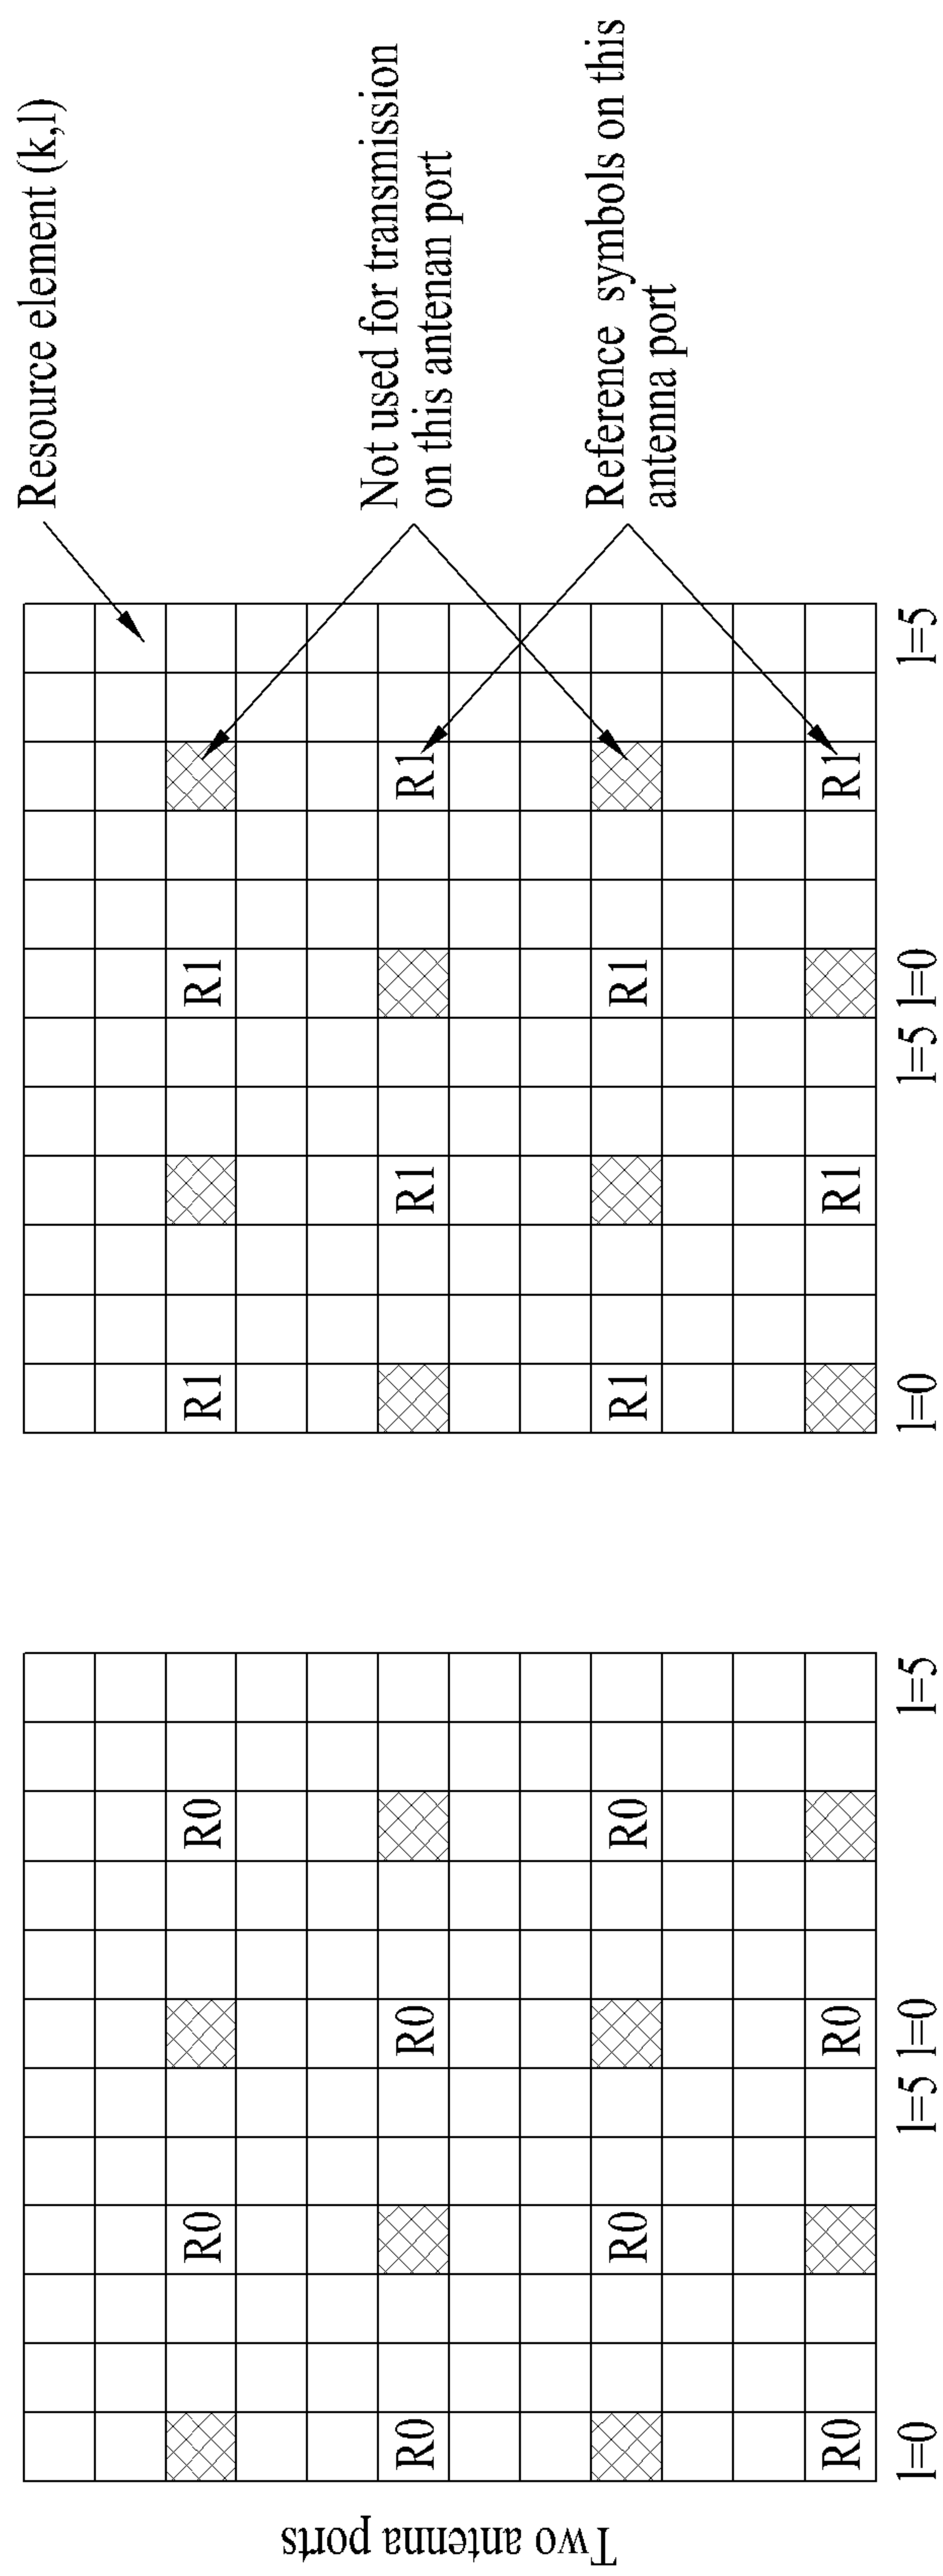 Two antenna ports
R0 R0
R0 R0
R0 R0
R0 R0
l=0 l=5 l=0 l=5
R1 R1
R1 R1
R1 R1
R1 R1
l=0 l=5 l=0 l=5
Resource element (k,l)
Not used for transmission
on this antenan port
Reference symbols on this
antenna port